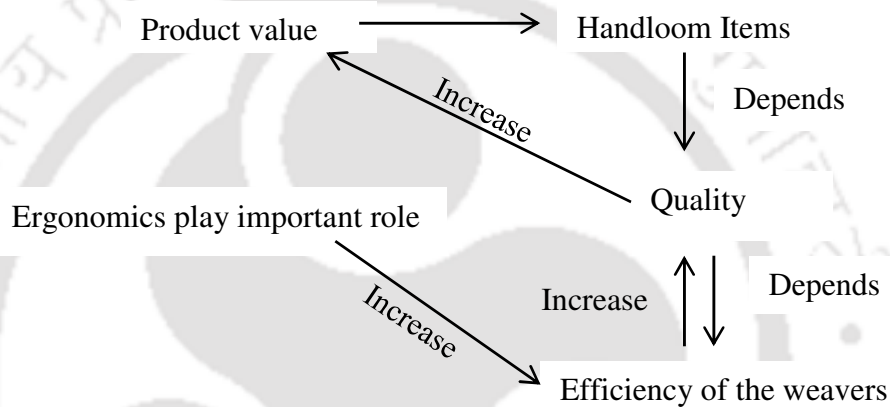 Product value
Handloom Items
Increase
Depends
Quality
Ergonomics play important role
Increase
Increase
Depends
Efficiency of the weavers